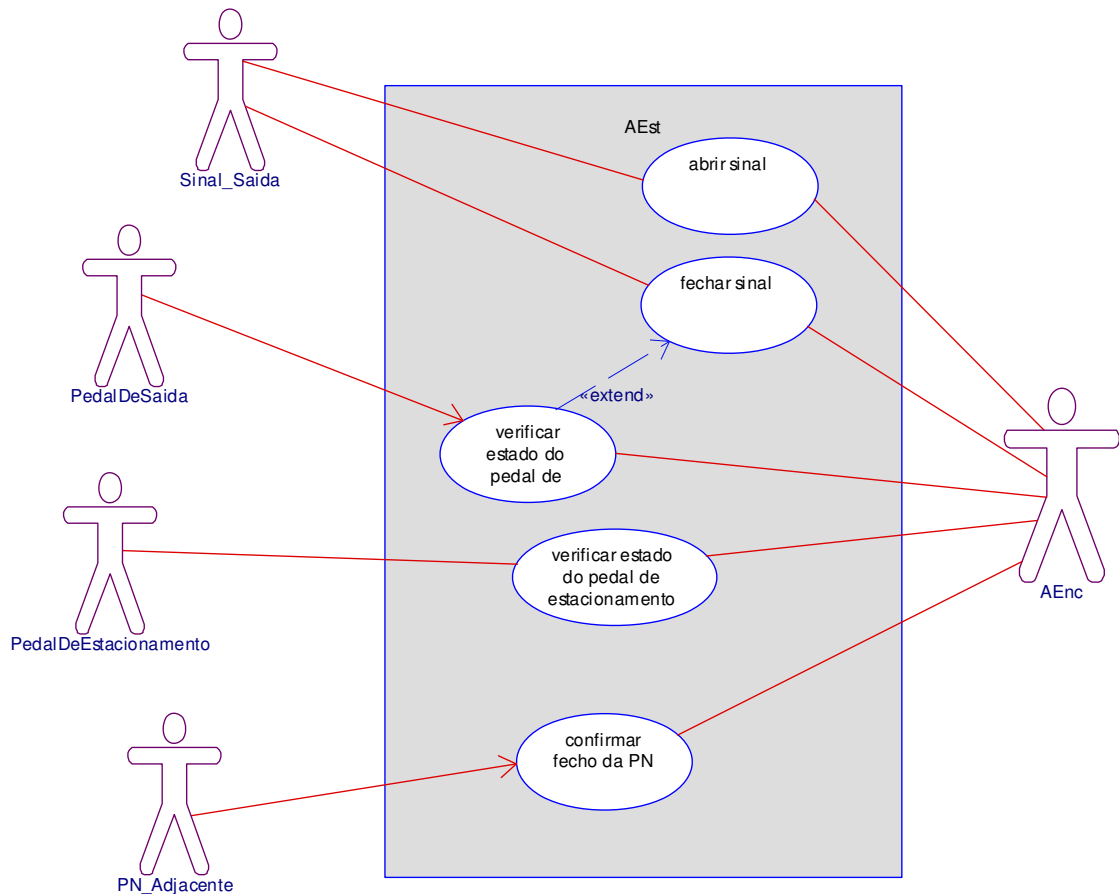 AEst
abrir sinal
Sinal_Saida
fechar sinal
PedalDeSaida
«extend»
verificar
estado do
pedal de
verificar estado
do pedal de
estacionamento
AEnc
PedalDeEstacionamento
confirmar
fecho da PN
PN_Adjacente